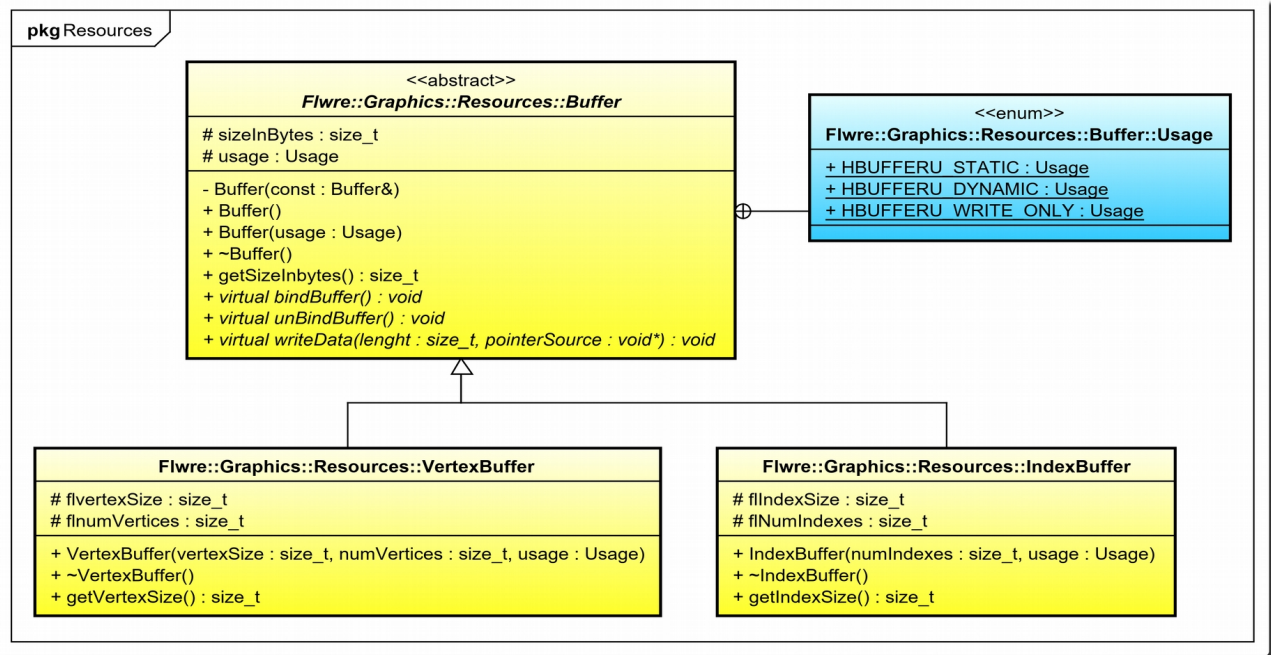 pkg Resources
<<abstract>>
Flwre::Graphics::Resources::Buffer
# sizeInBytes : size_t
# usage : Usage
- Buffer(const : Buffer&)
+ Buffer()
+ Buffer(usage : Usage)
+ ~Buffer()
+ getSizeInbytes() : size_t
+ virtual bindBuffer() : void
+ virtual unBindBuffer() : void
+ virtual writeData(lenght : size_t, pointerSource : void*) : void
<<enum>>
Flwre::Graphics::Resources::Buffer::Usage
+ HBUFFERU_STATIC : Usage
+ HBUFFERU_DYNAMIC : Usage
+ HBUFFERU_WRITE_ONLY : Usage
Flwre::Graphics::Resources::VertexBuffer
# flvertexSize : size_t
# flnumVertices : size_t
+ VertexBuffer(vertexSize : size_t, numVertices : size_t, usage : Usage)
+ ~VertexBuffer()
+ getVertexSize() : size_t
Flwre::Graphics::Resources::IndexBuffer
# flIndexSize : size_t
# flNumIndexes : size_t
+ IndexBuffer(numIndexes : size_t, usage : Usage)
+ ~IndexBuffer()
+ getIndexSize() : size_t